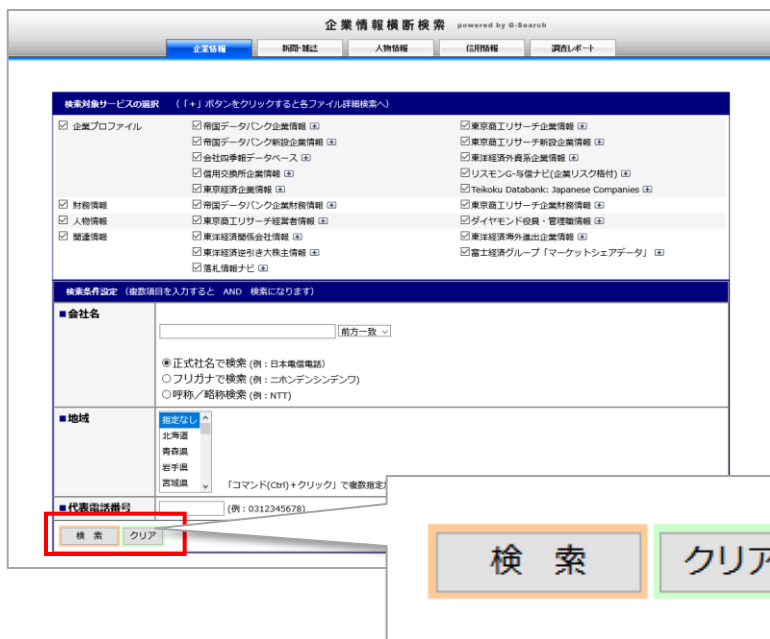 企業情報横断検索 powered by G-Search
企業情報 新聞・雑誌 人物情報 信用情報 調査レポート
検索対象サービスの選択 (「+」ボタンをクリックすると各ファイル詳細検索へ)
企業プロファイル 帝国データバンク企業情報 東京商工リサーチ企業情報
帝国データバンク新設企業情報 東京商工リサーチ新設企業情報
会社四季報データベース 東洋経済外資系企業情報
信用交換所企業情報 リスモンG-与信ナビ(企業リスク格付)
東京経済企業情報 Teikoku Databank: Japanese Companies
財務情報 帝国データバンク企業財務情報 東京商工リサーチ企業財務情報
人物情報 東京商工リサーチ経営者情報 ダイヤモンド役員・管理職情報
関連情報 東洋経済関係会社情報 東洋経済海外進出企業情報
東洋経済逆引き大株主情報 富士経済グループ「マーケットシェアデータ」
落札情報ナビ
検索条件設定 (複数項目を入力すると AND 検索になります)
■会社名
前方一致
正式社名で検索 (例:日本電信電話)
フリガナで検索 (例:ニホンデンシンデンワ)
呼称/略称検索 (例:NTT)
■地域
指定なし
北海道
青森県
岩手県
宮城県 「コマンド(Ctrl)+クリック」で複数指定
■代表電話番号 (例:0312345678)
検 索 クリア
検 索 クリア